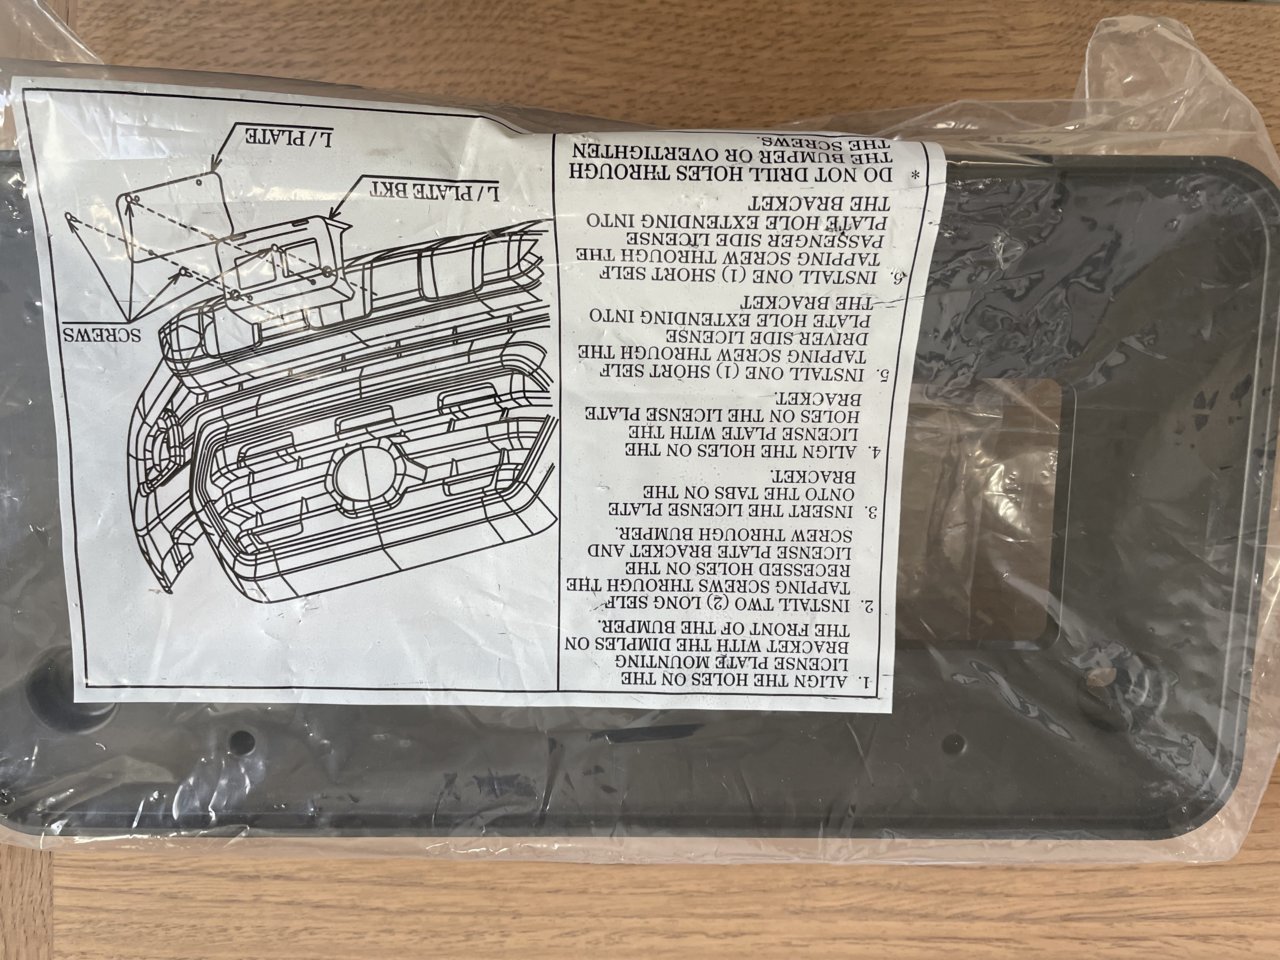 1. ALIGN THE HOLES ON THE
LICENSE PLATE MOUNTING
BRACKET WITH THE DIMPLES ON
THE FRONT OF THE BUMPER.
2. INSTALL TWO (2) LONG SELF
TAPPING SCREWS THROUGH THE
RECESSED HOLES ON THE
LICENSE PLATE BRACKET AND
SCREW THROUGH BUMPER.
3. INSERT THE LICENSE PLATE
ONTO THE TABS ON THE
BRACKET.
4. ALIGN THE HOLES ON THE
LICENSE PLATE WITH THE
HOLES ON THE LICENSE PLATE
BRACKET.
5. INSTALL ONE (1) SHORT SELF
TAPPING SCREW THROUGH THE
DRIVER SIDE LICENSE
PLATE HOLE EXTENDING INTO
THE BRACKET
6. INSTALL ONE (1) SHORT SELF
TAPPING SCREW THROUGH THE
PASSENGER SIDE LICENSE
PLATE HOLE EXTENDING INTO
THE BRACKET
* DO NOT DRILL HOLES THROUGH
THE BUMPER OR OVERTIGHTEN
THE SCREWS.
SCREWS
L/PLATE BKT
L/PLATE